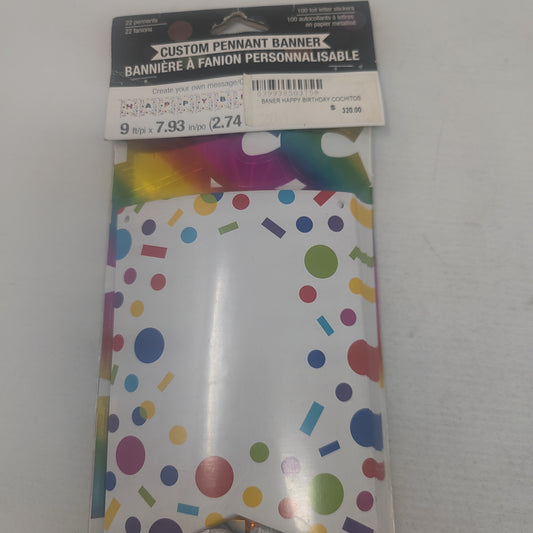 22 pennants
22 fanions
100 foil letter stickers
100 autocollants à lettres
en papier métallisé
CUSTOM PENNANT BANNER
BANNIÈRE À FANION PERSONNALISABLE
Create your own message/C
HAPPY B
BANER HAPPY BIRTHDAY COCHITOS
$ 320.00
9 ft/pi x 7.93 in/po (2.74